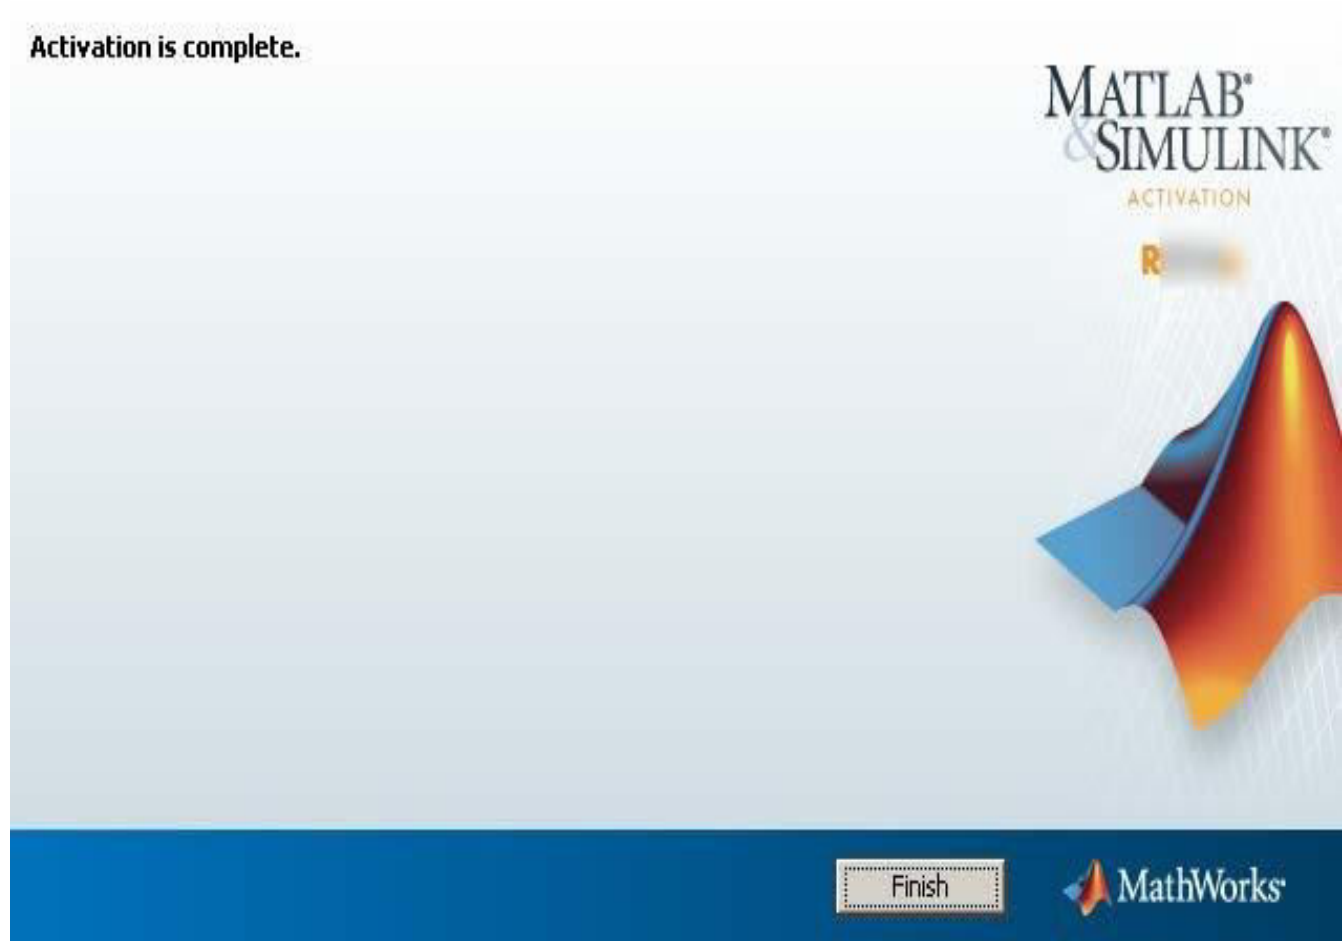 Activation is complete.
MATLAB®
&SIMULINK®
ACTIVATION
Finish
MathWorks®